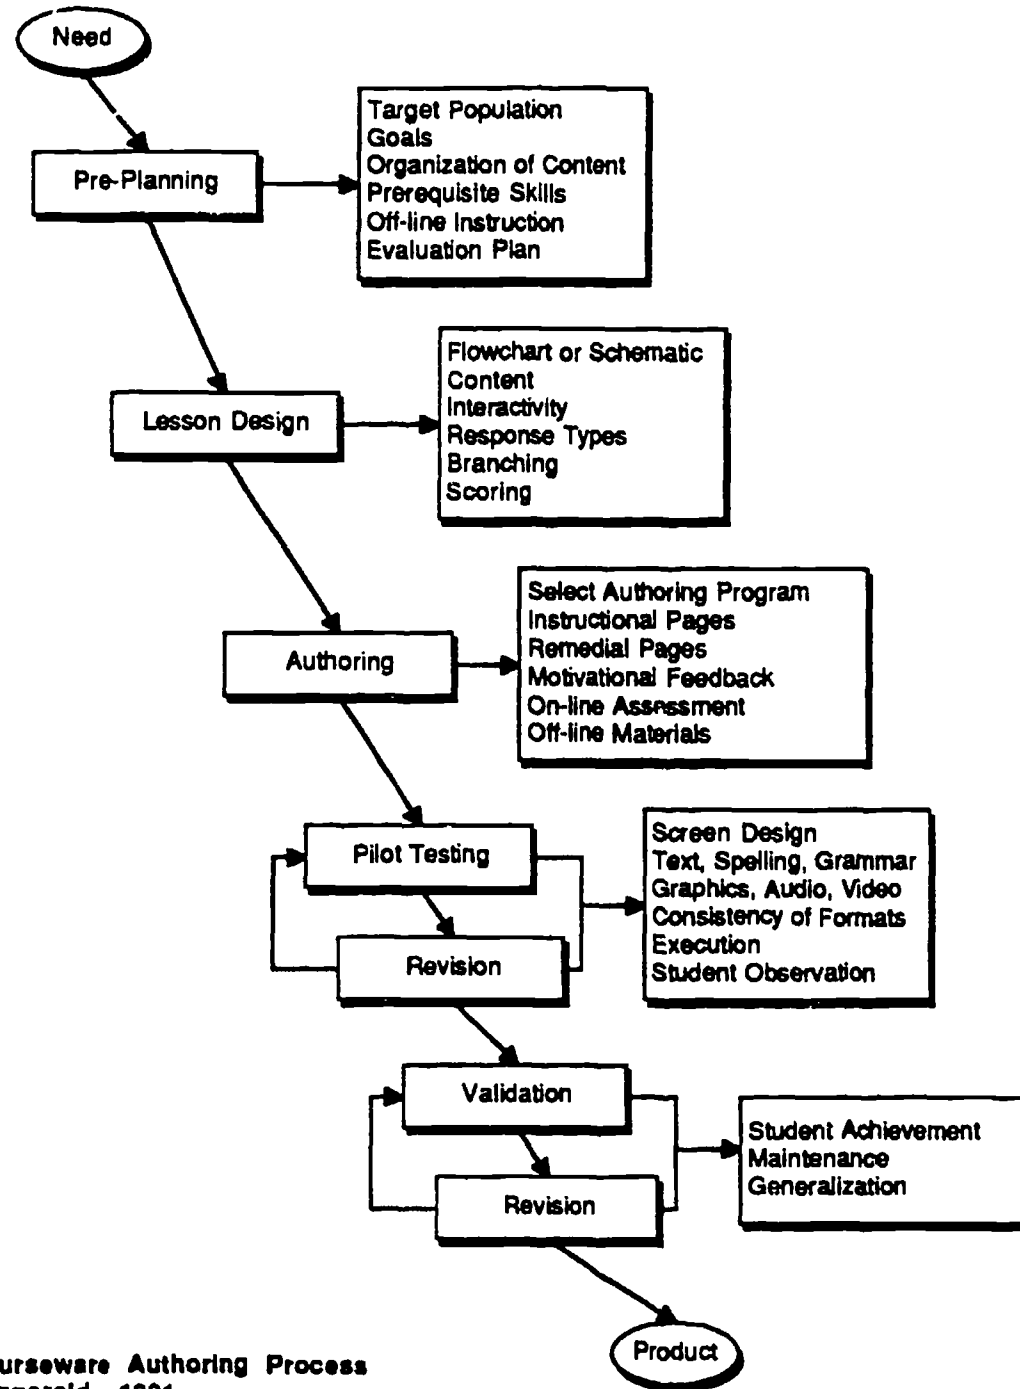 Need
Pre-Planning
Target Population
Goals
Organization of Content
Prerequisite Skills
Off-line Instruction
Evaluation Plan
Lesson Design
Flowchart or Schematic
Content
Interactivity
Response Types
Branching
Scoring
Authoring
Select Authoring Program
Instructional Pages
Remedial Pages
Motivational Feedback
On-line Assessment
Off-line Materials
Pilot Testing
Revision
Screen Design
Text, Spelling, Grammar
Graphics, Audio, Video
Consistency of Formats
Execution
Student Observation
Validation
Revision
Student Achievement
Maintenance
Generalization
Product
Authoring Process